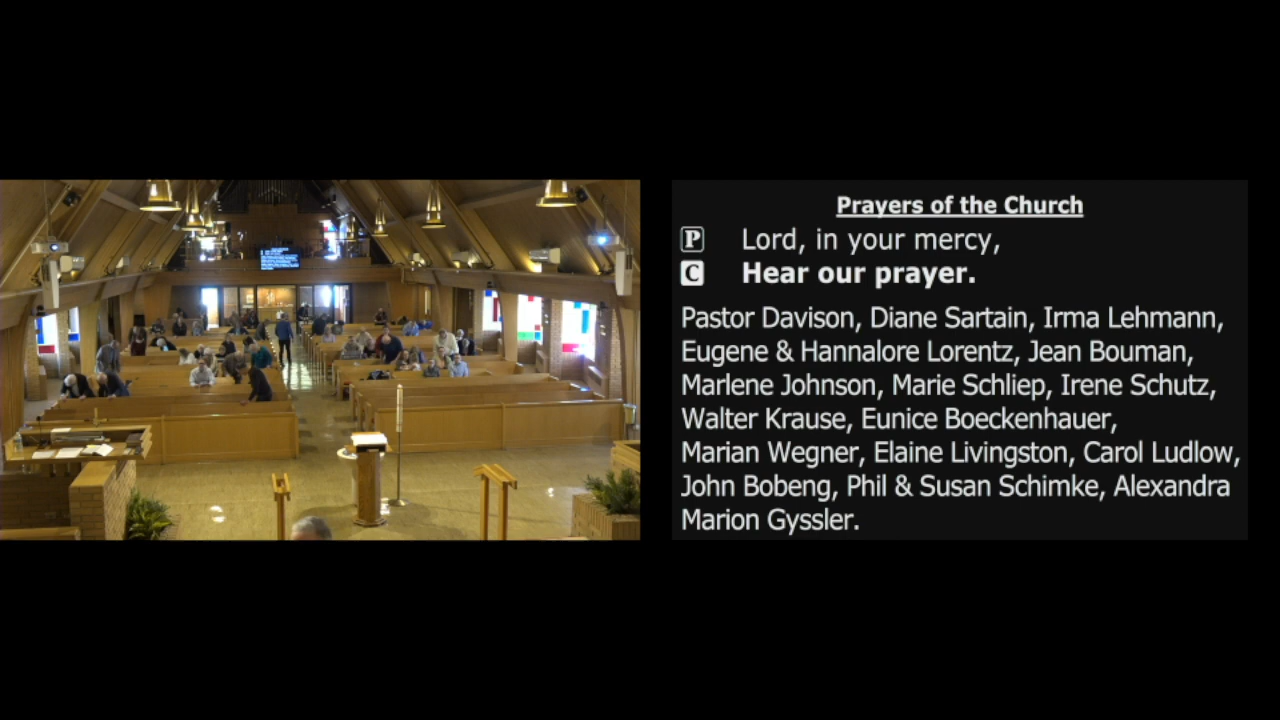 Prayers of the Church
P Lord, in your mercy,
C Hear our prayer.
Pastor Davison, Diane Sartain, Irma Lehmann,
Eugene & Hannalore Lorentz, Jean Bouman,
Marlene Johnson, Marie Schliep, Irene Schutz,
Walter Krause, Eunice Boeckenhauer,
Marian Wegner, Elaine Livingston, Carol Ludlow,
John Bobeng, Phil & Susan Schimke, Alexandra
Marion Gyssler.